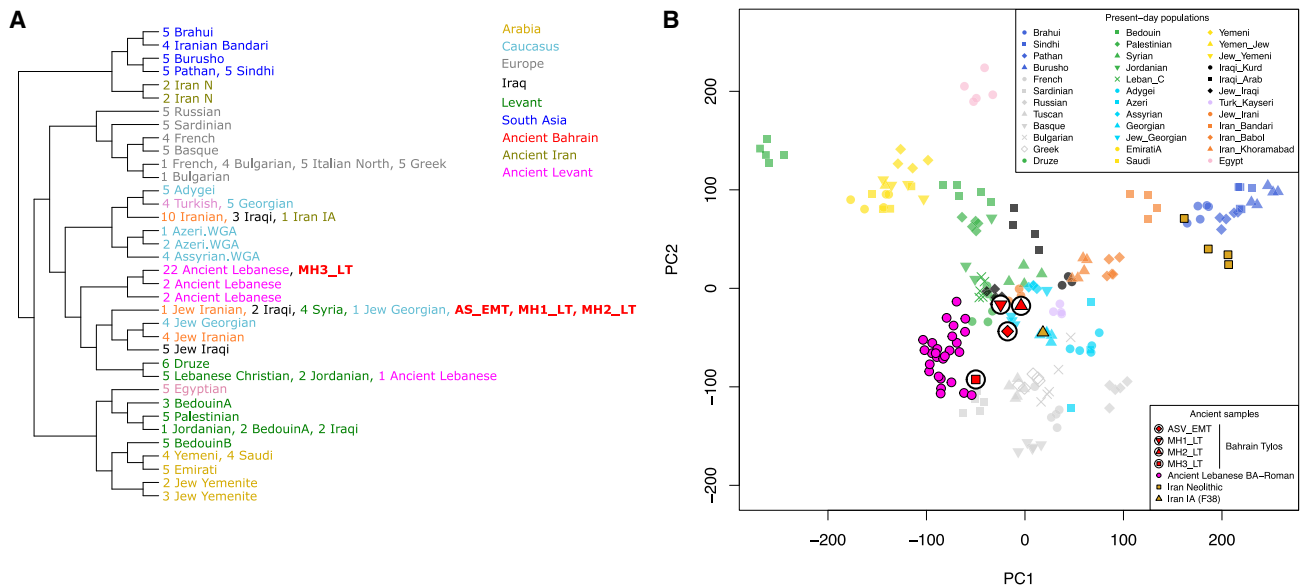 A
5 Brahui
4 Iranian Bandari
5 Burusho
5 Pathan, 5 Sindhi
2 Iran N
2 Iran N
5 Russian
5 Sardinian
4 French
5 Basque
1 French, 4 Bulgarian, 5 Italian North, 5 Greek
1 Bulgarian
5 Adygei
4 Turkish, 5 Georgian
10 Iranian, 3 Iraqi, 1 Iran IA
1 Azeri.WGA
2 Azeri.WGA
4 Assyrian.WGA
22 Ancient Lebanese, MH3_LT
2 Ancient Lebanese
2 Ancient Lebanese
1 Jew Iranian, 2 Iraqi, 4 Syria, 1 Jew Georgian, AS_EMT, MH1_LT, MH2_LT
4 Jew Georgian
4 Jew Iranian
5 Jew Iraqi
6 Druze
5 Lebanese Christian, 2 Jordanian, 1 Ancient Lebanese
5 Egyptian
3 BedouinA
5 Palestinian
1 Jordanian, 2 BedouinA, 2 Iraqi
5 BedouinB
4 Yemeni, 4 Saudi
5 Emirati
2 Jew Yemenite
3 Jew Yemenite
Arabia
Caucasus
Europe
Iraq
Levant
South Asia
Ancient Bahrain
Ancient Iran
Ancient Levant
B
Present-day populations
Brahui
Sindhi
Pathan
Burusho
French
Sardinian
Russian
Tuscan
Basque
Bulgarian
Greek
Druze
Bedouin
Palestinian
Syrian
Jordanian
Leban_C
Adygei
Azeri
Assyrian
Georgian
Jew_Georgian
EmiratiA
Saudi
Yemeni
Yemen_Jew
Jew_Yemeni
Iraqi_Kurd
Iraqi_Arab
Jew_Iraqi
Turk_Kayseri
Jew_Irani
Iran_Bandari
Iran_Babol
Iran_Khoramabad
Egypt
PC2
200
100
0
−100
−200
Ancient samples
ASV_EMT
MH1_LT
MH2_LT
MH3_LT
Bahrain Tylos
Ancient Lebanese BA−Roman
Iran Neolithic
Iran IA (F38)
−200
−100
0
100
200
PC1